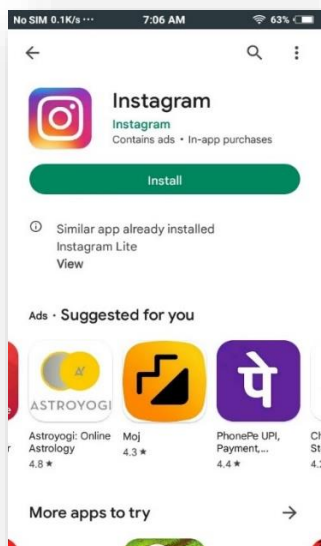 No SIM 0.1K/s ··· 7:06 AM 63%
Instagram
Instagram
Contains ads • In-app purchases
Install
Similar app already installed
Instagram Lite
View
Ads · Suggested for you
ASTROYOGI
पे
Astroyogi: Online Astrology
4.8 ★
Moj
4.3 ★
PhonePe UPI, Payment,...
4.4 ★
More apps to try